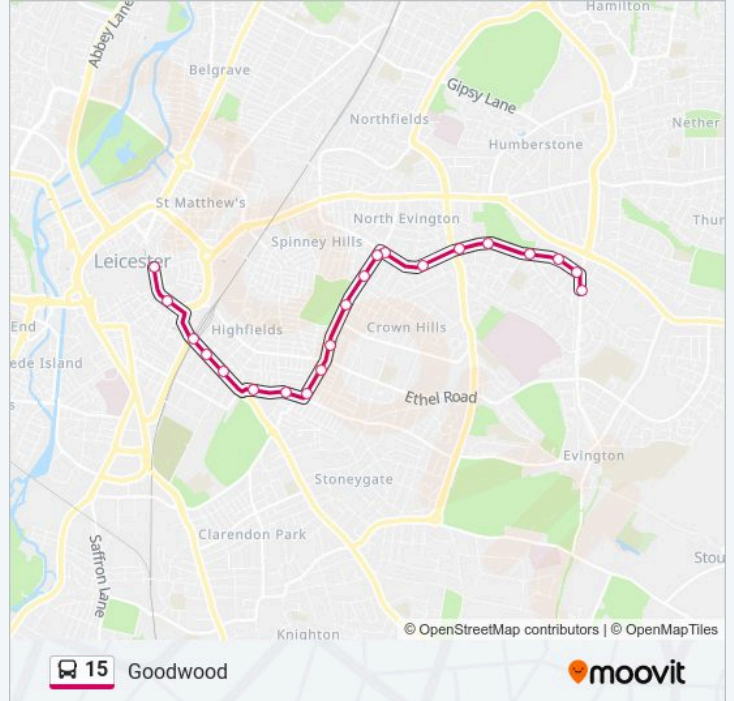 Hamilton
Abbey Lane
Belgrave
Gipsy Lane
Northfields
Nether
Humberstone
St Matthew's
North Evington
Thur
Spinney Hills
Leicester
End
Highfields
Crown Hills
ede Island
Ethel Road
s
Evington
Stoneygate
Clarendon Park
Saffron Lane
Stou
Knighton
© OpenStreetMap contributors | © OpenMapTiles
15 Goodwood
moovit